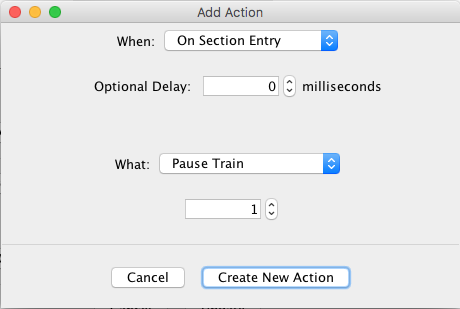 Add Action
When: On Section Entry
Optional Delay: 0 milliseconds
What: Pause Train
1
Cancel Create New Action